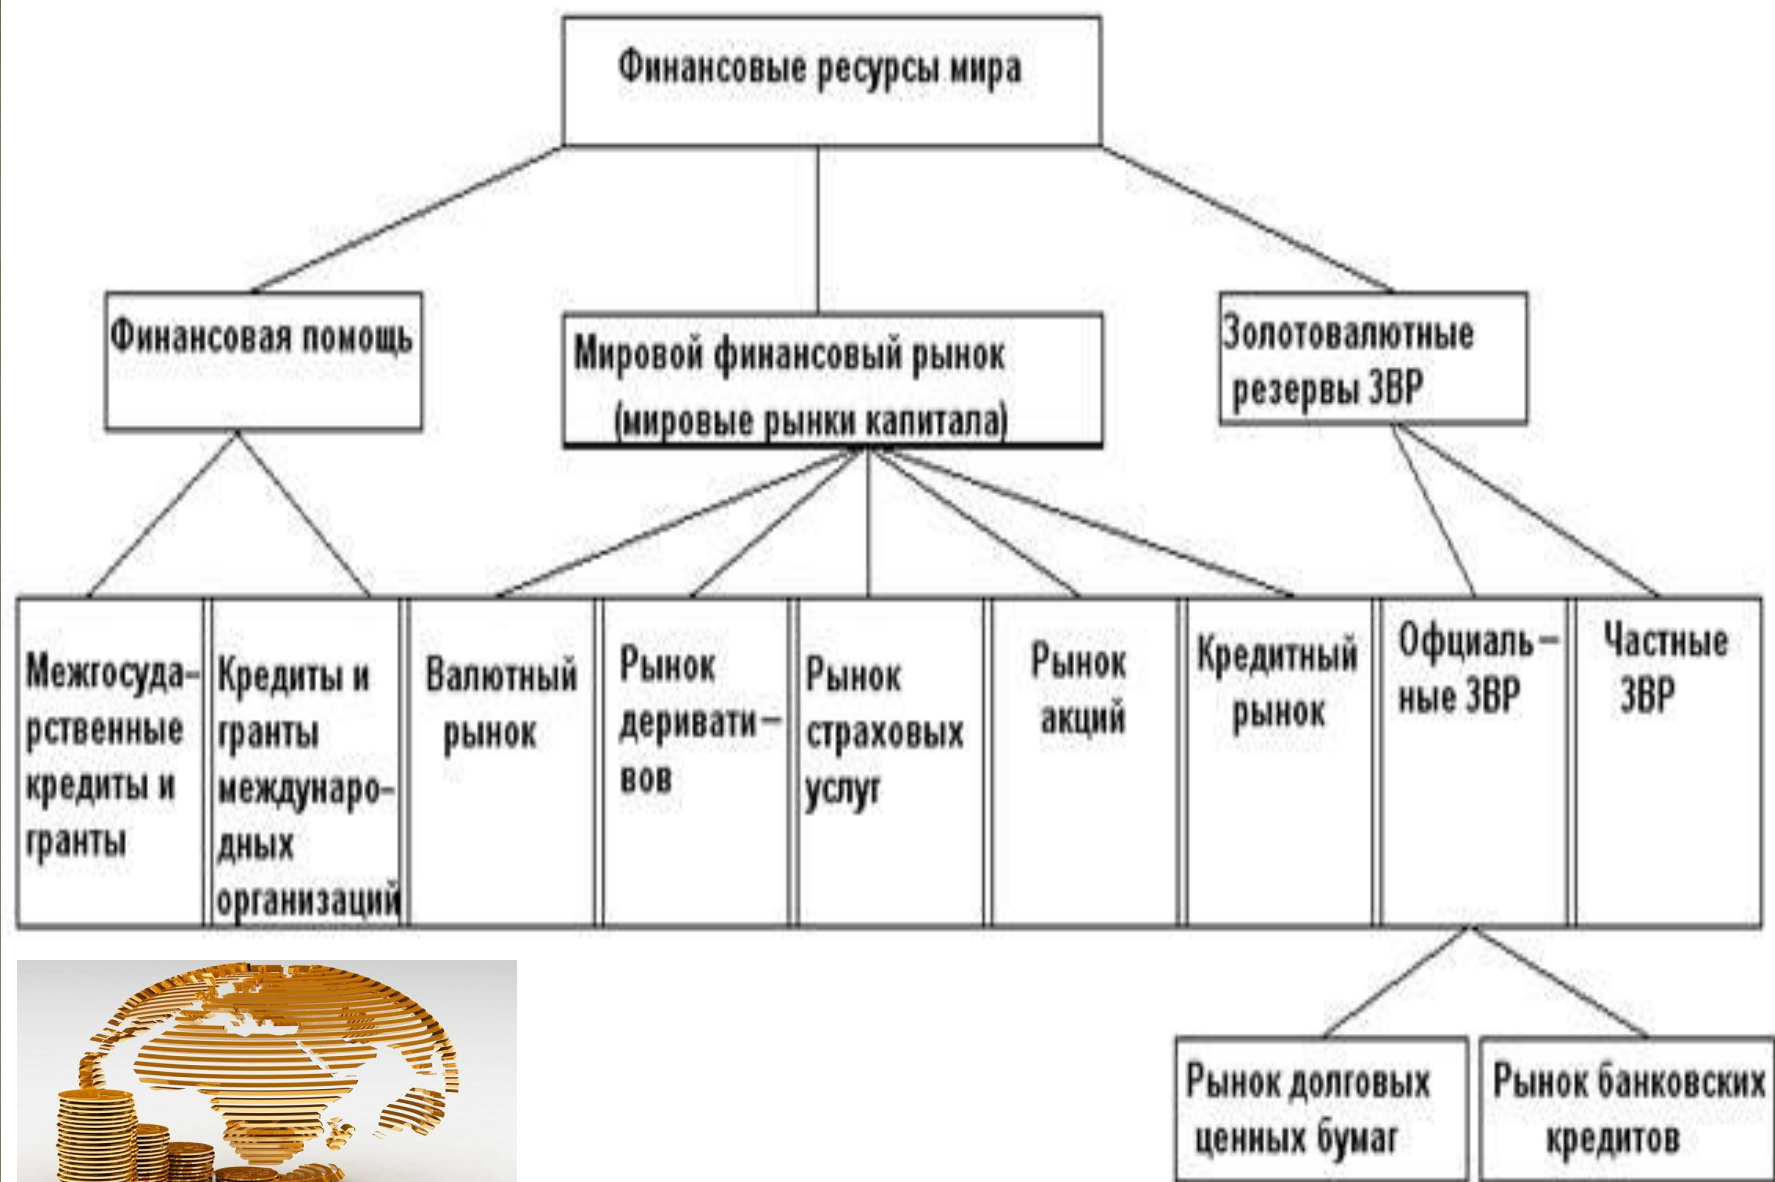 Финансовые ресурсы мира
Финансовая помощь
Мировой финансовый рынок
(мировые рынки капитала)
Золотовалютные
резервы ЗВР
Межгосуда–
рственные
кредиты и
гранты
Кредиты и
гранты
междунаро–
дных
организаций
Валютный
рынок
Рынок
деривати–
вов
Рынок
страховых
услуг
Рынок
акций
Кредитный
рынок
Офциаль–
ные ЗВР
Частные
ЗВР
Рынок долговых
ценных бумаг
Рынок банковских
кредитов